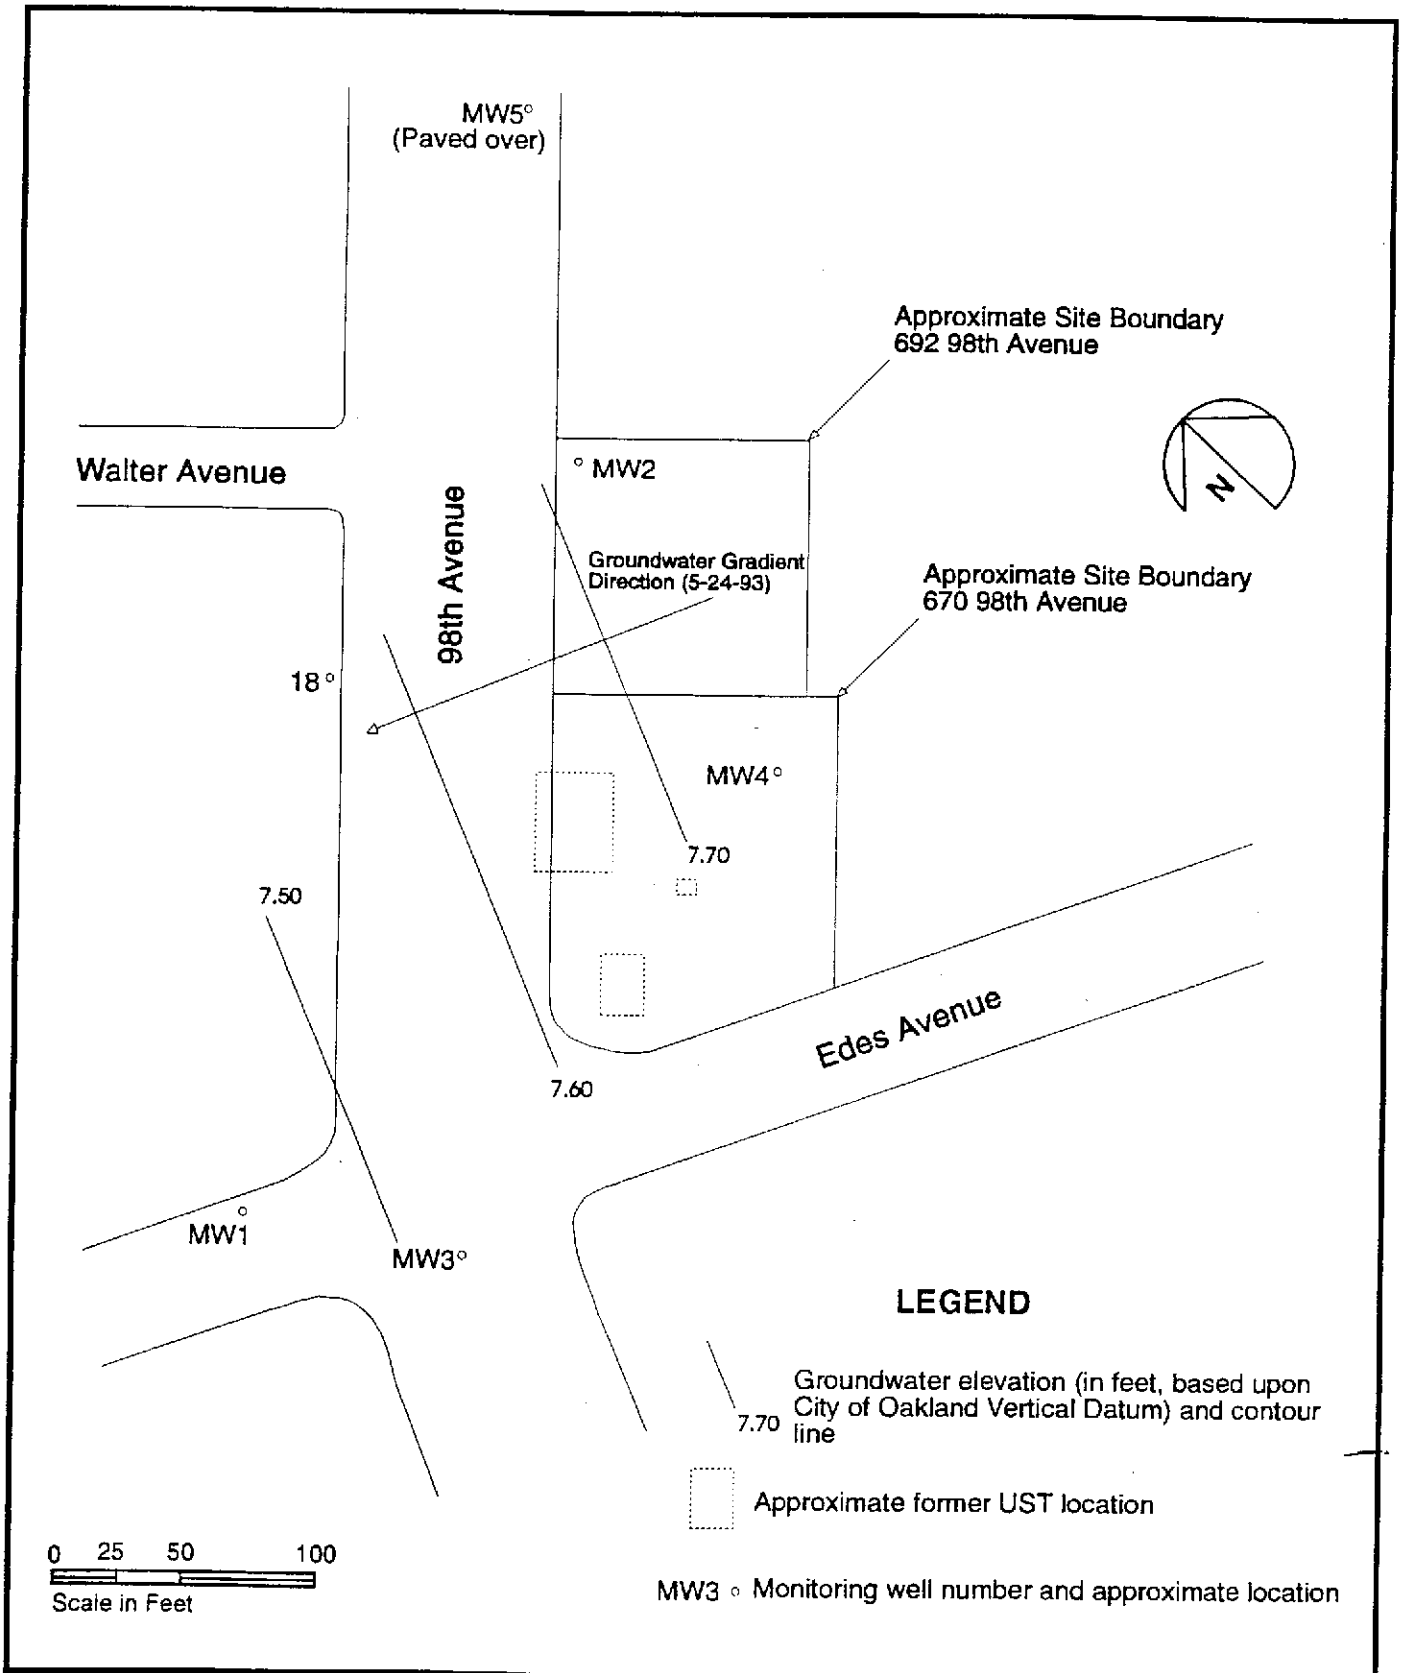 MW5
(Paved over)
Approximate Site Boundary
692 98th Avenue
Walter Avenue
MW2
N
98th Avenue
Groundwater Gradient
Direction (5-24-93)
Approximate Site Boundary
670 98th Avenue
18
MW4
7.70
7.50
Edes Avenue
7.60
MW1
MW3
LEGEND
Groundwater elevation (in feet, based upon
City of Oakland Vertical Datum) and contour
7.70 line
Approximate former UST location
0 25 50 100
Scale in Feet
MW3 Monitoring well number and approximate location